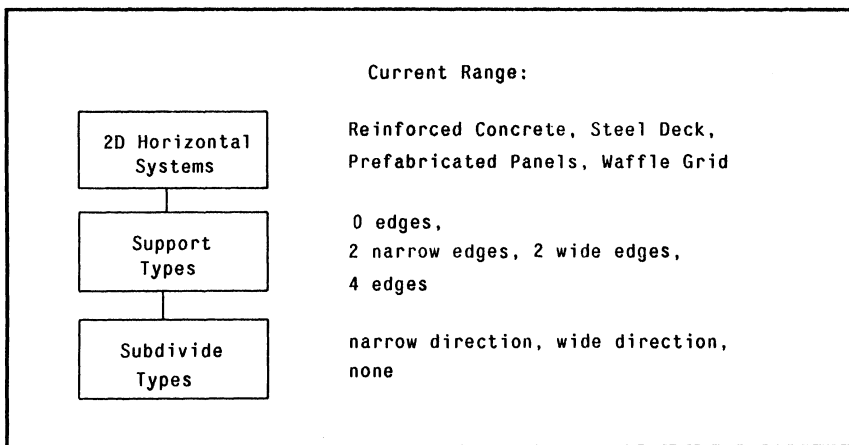 Current Range:
2D Horizontal
Systems
Reinforced Concrete, Steel Deck,
Prefabricated Panels, Waffle Grid
Support
Types
0 edges,
2 narrow edges, 2 wide edges,
4 edges
Subdivide
Types
narrow direction, wide direction,
none